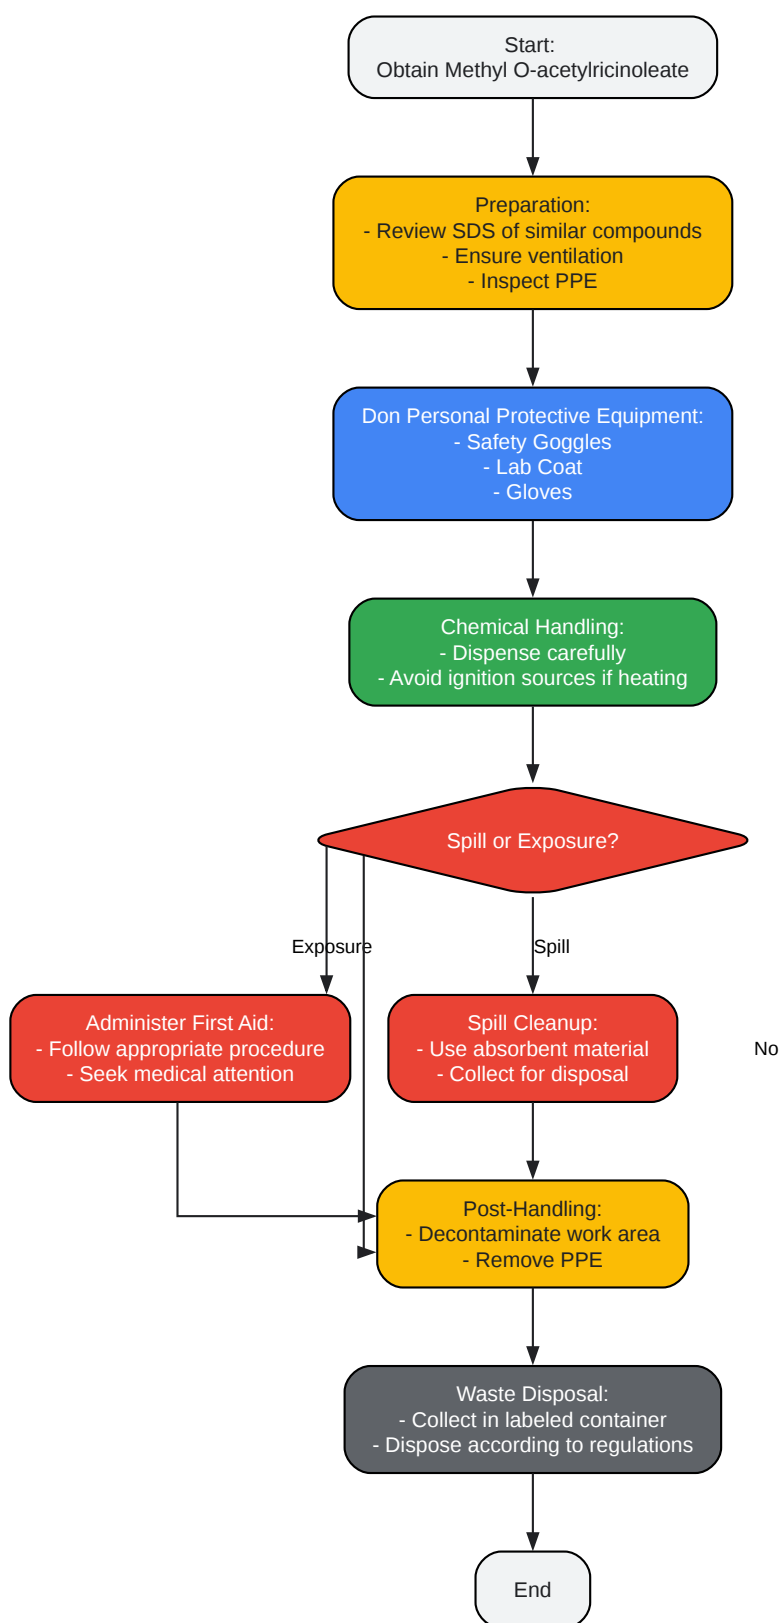 Start:
Obtain Methyl O-acetylricinoleate
Preparation:
- Review SDS of similar compounds
- Ensure ventilation
- Inspect PPE
Don Personal Protective Equipment:
- Safety Goggles
- Lab Coat
- Gloves
Chemical Handling:
- Dispense carefully
- Avoid ignition sources if heating
Spill or Exposure?
Exposure
Spill
Administer First Aid:
- Follow appropriate procedure
- Seek medical attention
Spill Cleanup:
- Use absorbent material
- Collect for disposal
No
Post-Handling:
- Decontaminate work area
- Remove PPE
Waste Disposal:
- Collect in labeled container
- Dispose according to regulations
End